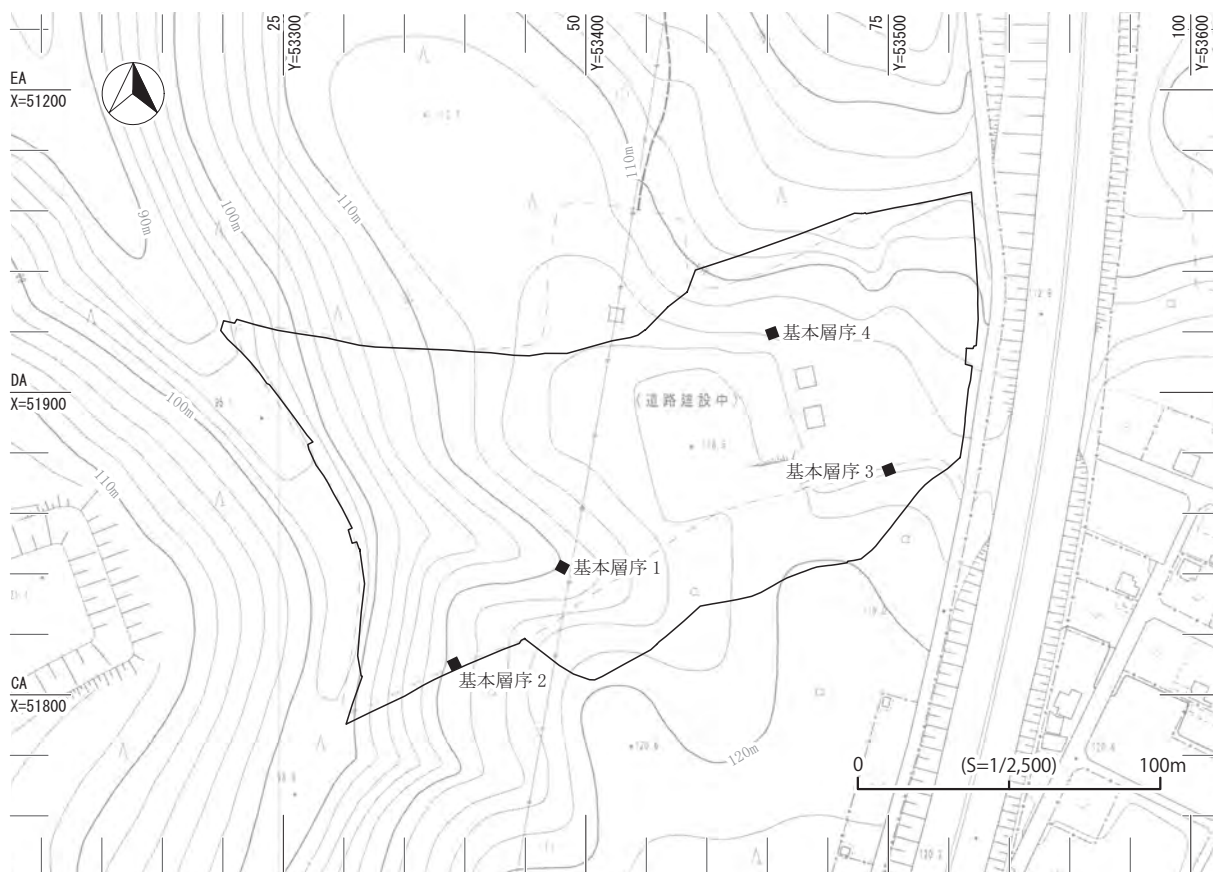 25
Y=53300
50
Y=53400
75
Y=53500
100
Y=53600
EA
X=51200
110m
90m
100m
110m
基本層序 4
DA
X=51900
（道路建設中）
100m
基本層序 3
110m
基本層序 1
基本層序 2
CA
X=51800
120m
0
(S=1/2,500)
100m